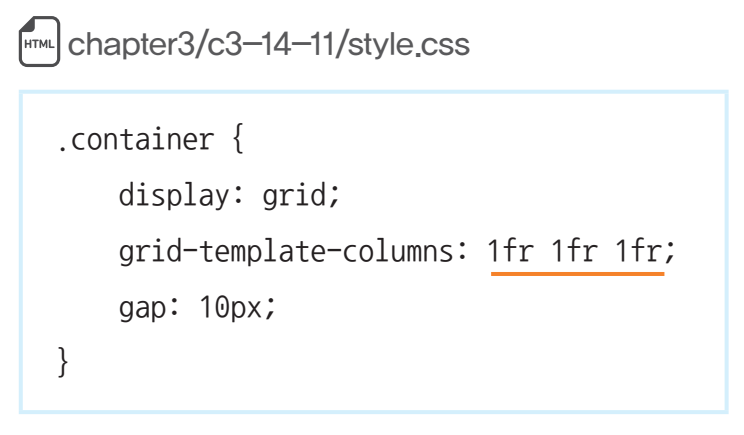 HTML chapter3/c3-14-11/style.css
.container {
    display: grid;
    grid-template-columns: 1fr 1fr 1fr;
    gap: 10px;
}